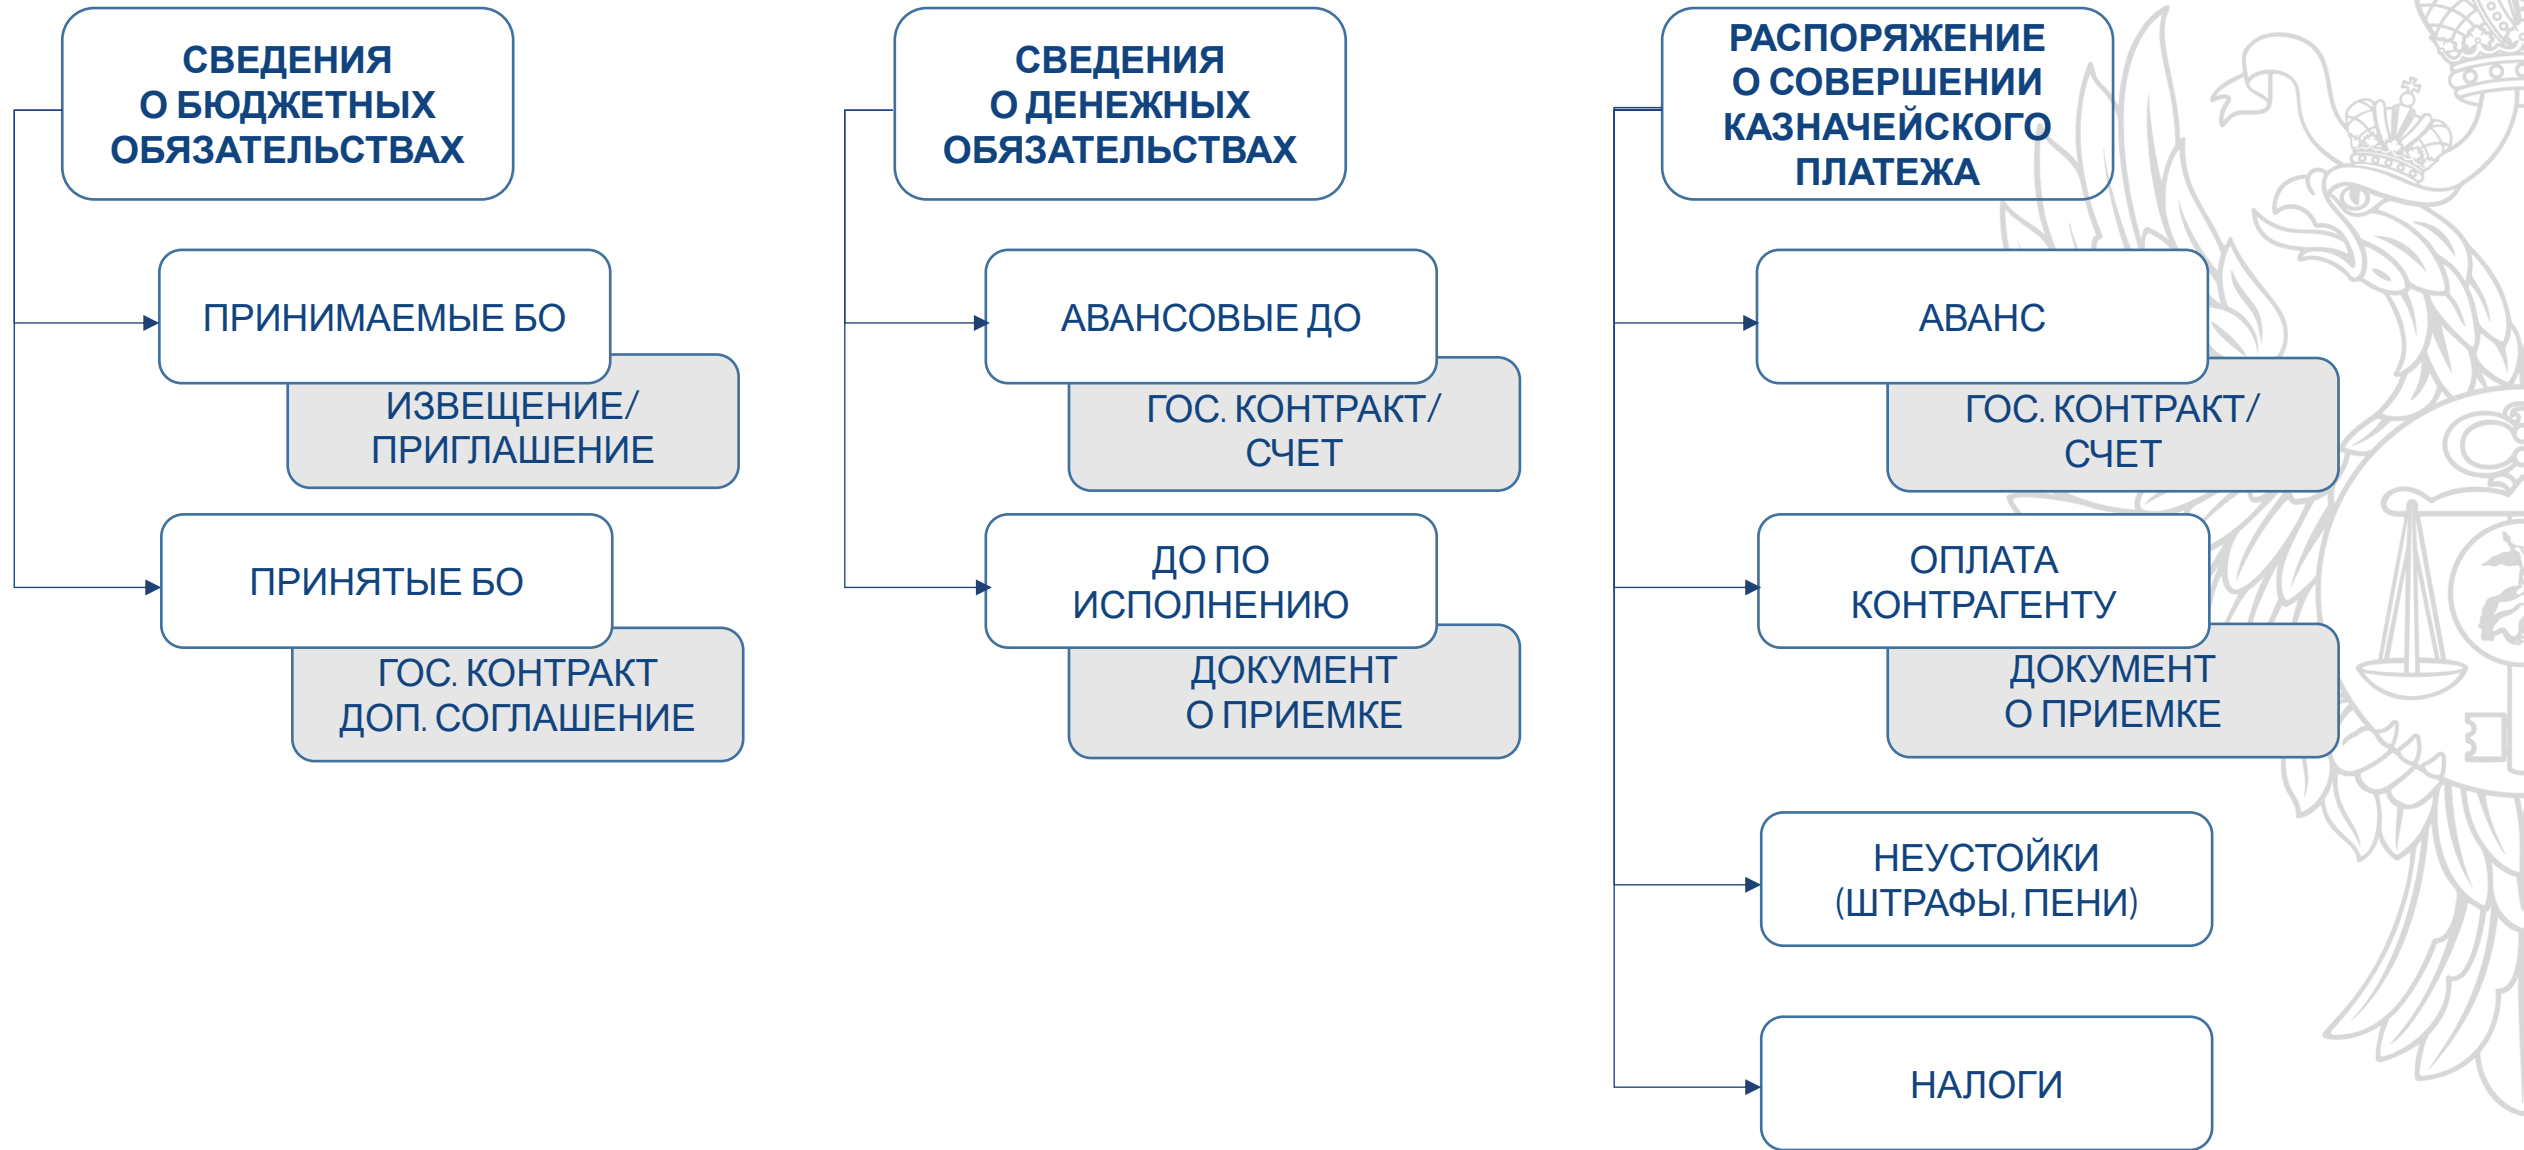 СВЕДЕНИЯ
О БЮДЖЕТНЫХ
ОБЯЗАТЕЛЬСТВАХ
ПРИНИМАЕМЫЕ БО
ИЗВЕЩЕНИЕ/
ПРИГЛАШЕНИЕ
ПРИНЯТЫЕ БО
ГОС. КОНТРАКТ
ДОП. СОГЛАШЕНИЕ
СВЕДЕНИЯ
О ДЕНЕЖНЫХ
ОБЯЗАТЕЛЬСТВАХ
АВАНСОВЫЕ ДО
ГОС. КОНТРАКТ/
СЧЕТ
ДО ПО
ИСПОЛНЕНИЮ
ДОКУМЕНТ
О ПРИЕМКЕ
РАСПОРЯЖЕНИЕ
О СОВЕРШЕНИИ
КАЗНАЧЕЙСКОГО
ПЛАТЕЖА
АВАНС
ГОС. КОНТРАКТ/
СЧЕТ
ОПЛАТА
КОНТРАГЕНТУ
ДОКУМЕНТ
О ПРИЕМКЕ
НЕУСТОЙКИ
(ШТРАФЫ, ПЕНИ)
НАЛОГИ